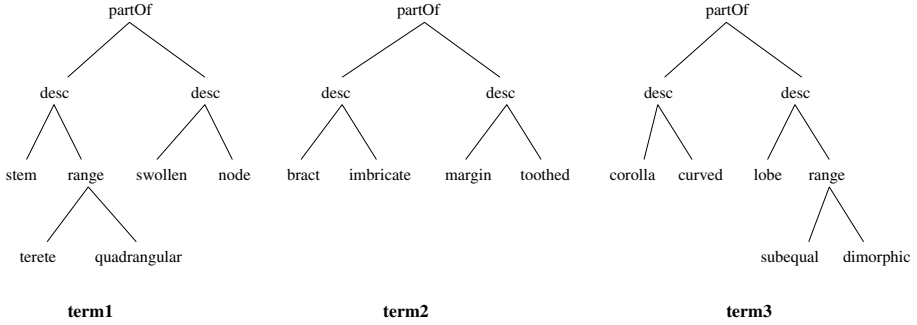 partOf partOf partOf
desc desc desc desc desc desc
stem range swollen node bract imbricate margin toothed corolla curved lobe range
terete quadrangular subequal dimorphic
term1 term2 term3